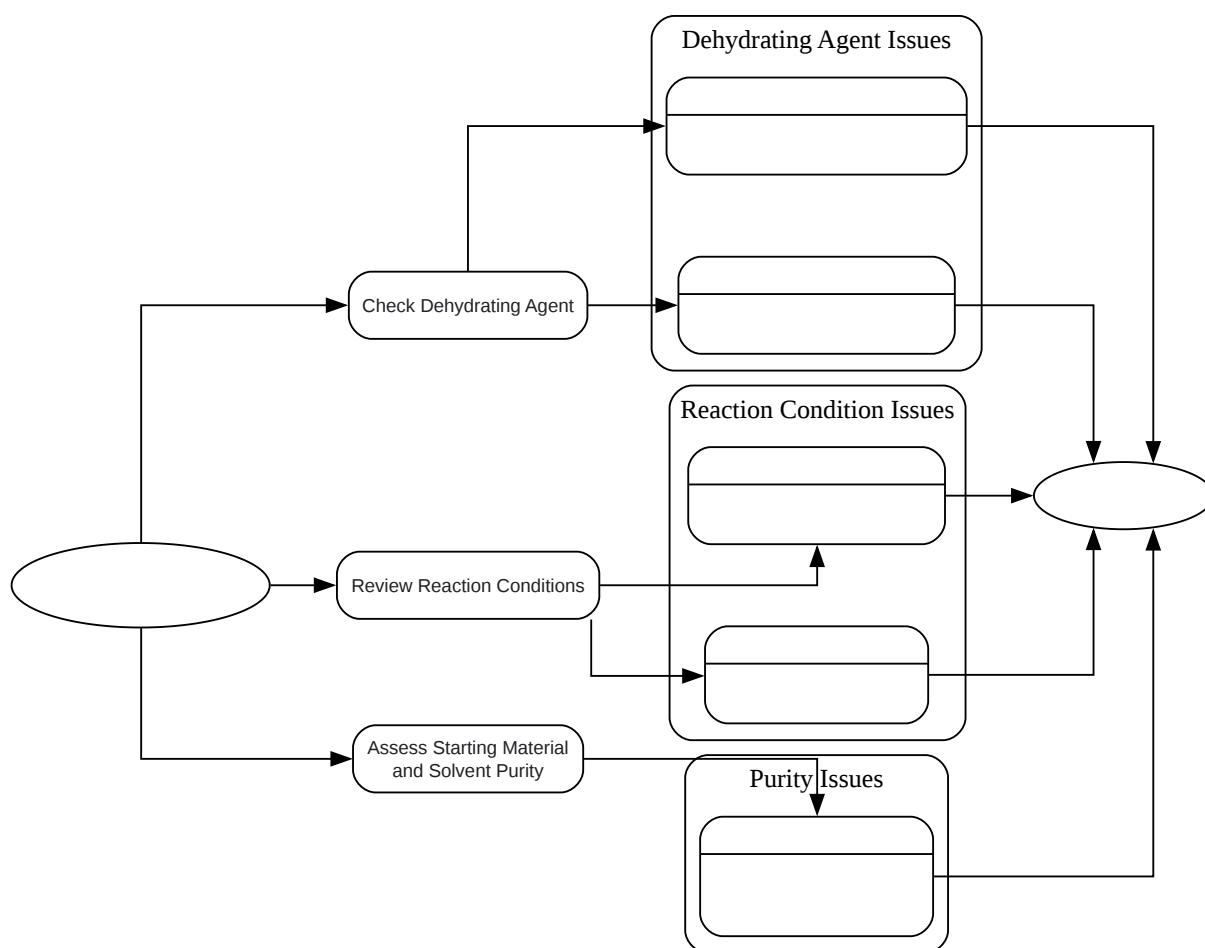 Dehydrating Agent Issues
Check Dehydrating Agent
Reaction Condition Issues
Review Reaction Conditions
Assess Starting Material
and Solvent Purity
Purity Issues